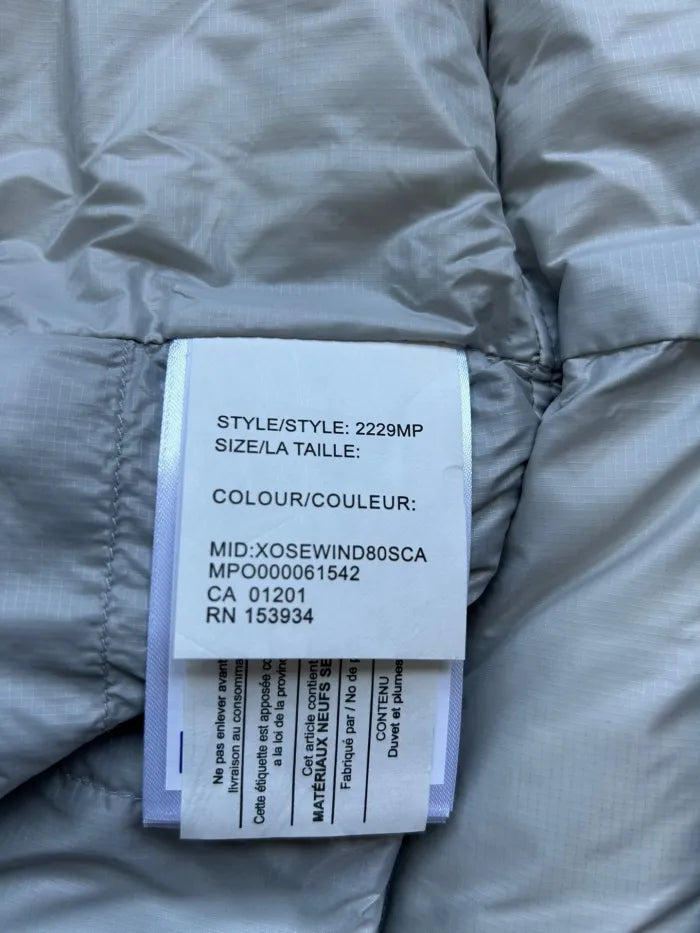 STYLE/STYLE: 2229MP
SIZE/LA TAILLE:
COLOUR/COULEUR:
MID:XOSEWIND80SCA
MPO000061542
CA 01201
RN 153934
Ne pas enlever avant
livraison au consomma
Cette étiquette est apposée co
a la loi de la provinc
Cet article contient
MATÉRIAUX NEUFS SE
Fabriqué par / No de p
CONTENU
Duvet et plumes